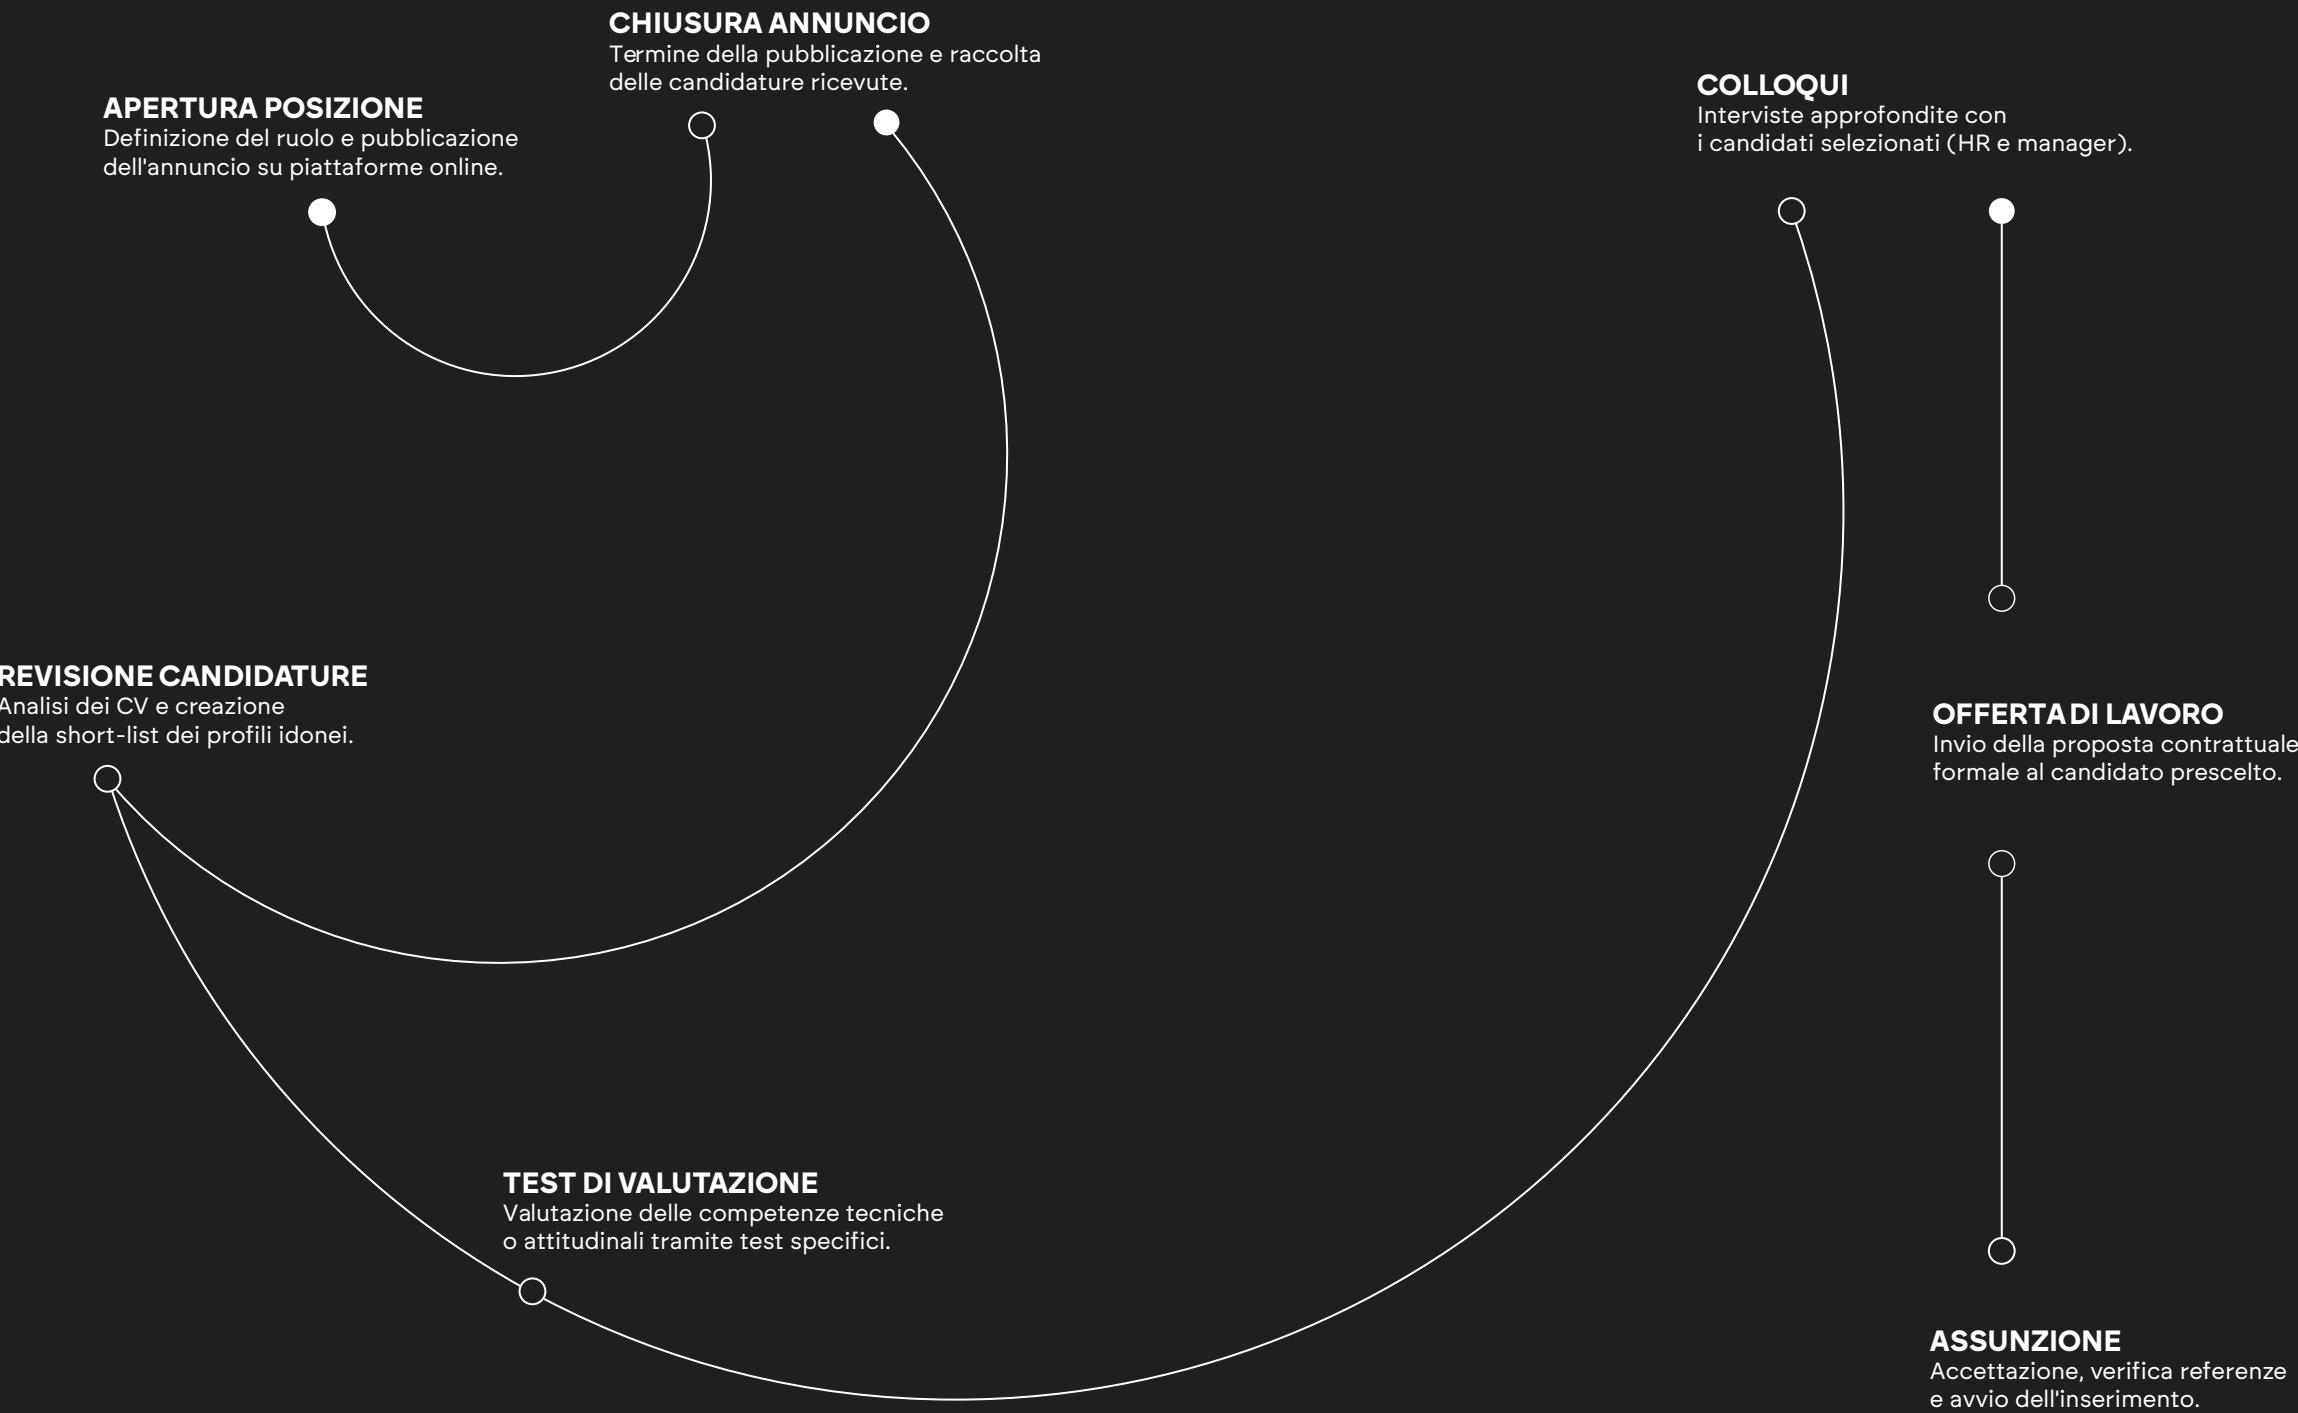 APERTURA POSIZIONE
Definizione del ruolo e pubblicazione
dell'annuncio su piattaforme online.
CHIUSURA ANNUNCIO
Termine della pubblicazione e raccolta
delle candidature ricevute.
REVISIONE CANDIDATURE
Analisi dei CV e creazione
della short-list dei profili idonei.
TEST DI VALUTAZIONE
Valutazione delle competenze tecniche
o attitudinali tramite test specifici.
COLLOQUI
Interviste approfondite con
i candidati selezionati (HR e manager).
OFFERTA DI LAVORO
Invio della proposta contrattuale
formale al candidato prescelto.
ASSUNZIONE
Accettazione, verifica referenze
e avvio dell'inserimento.